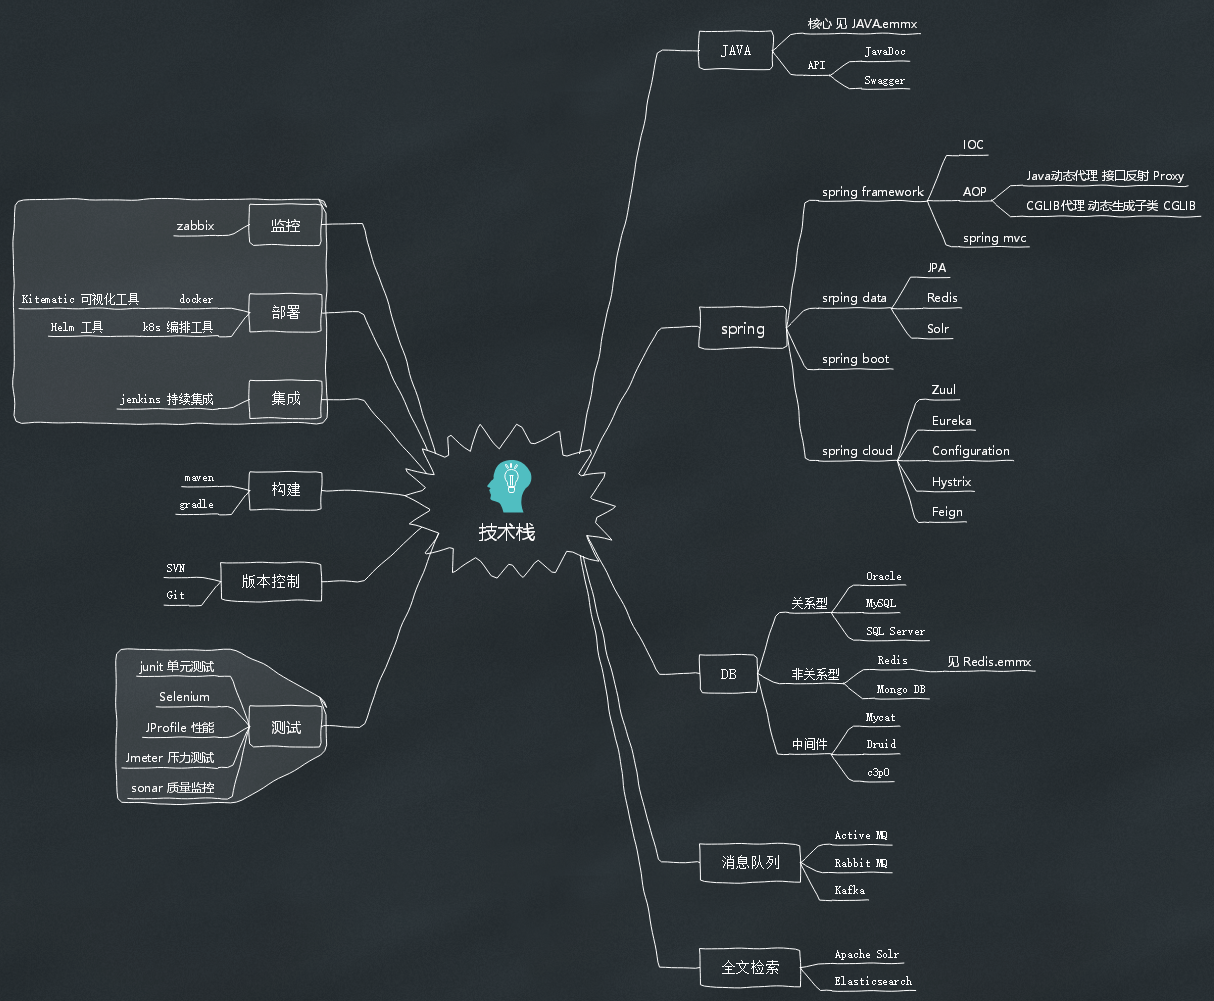 技术栈
JAVA
核心 见 JAVA.emmx
API
JavaDoc
Swagger
spring
spring framework
IOC
AOP
Java动态代理 接口反射 Proxy
CGLIB代理 动态生成子类 CGLIB
spring mvc
srping data
JPA
Redis
Solr
spring boot
spring cloud
Zuul
Eureka
Configuration
Hystrix
Feign
DB
关系型
Oracle
MySQL
SQL Server
非关系型
Redis
见 Redis.emmx
Mongo DB
中间件
Mycat
Druid
c3p0
消息队列
Active MQ
Rabbit MQ
Kafka
全文检索
Apache Solr
Elasticsearch
监控
zabbix
部署
docker
Kitematic 可视化工具
k8s 编排工具
Helm 工具
集成
jenkins 持续集成
构建
maven
gradle
版本控制
SVN
Git
测试
junit 单元测试
Selenium
JProfile 性能
Jmeter 压力测试
sonar 质量监控